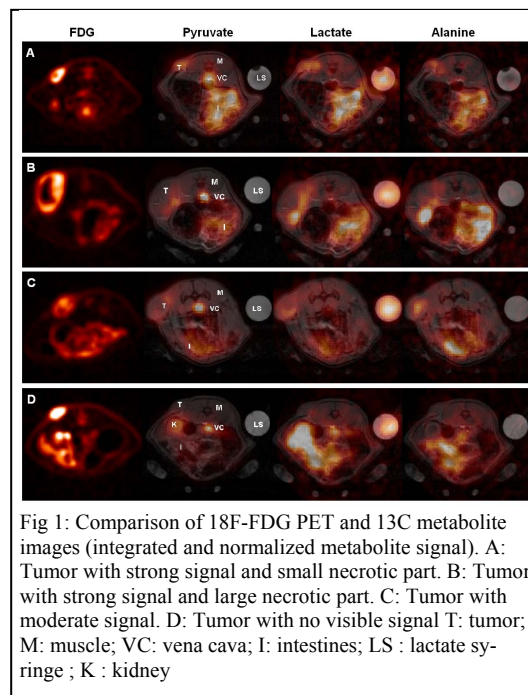 FDG Pyruvate Lactate Alanine
A T M VC LS I
B T M VC LS I
C T M VC LS I
D T M K VC LS I
Fig 1: Comparison of 18F-FDG PET and 13C metabolite
images (integrated and normalized metabolite signal). A:
Tumor with strong signal and small necrotic part. B: Tumor
with strong signal and large necrotic part. C: Tumor with
moderate signal. D: Tumor with no visible signal T: tumor;
M: muscle; VC: vena cava; I: intestines; LS : lactate sy-
ringe ; K : kidney